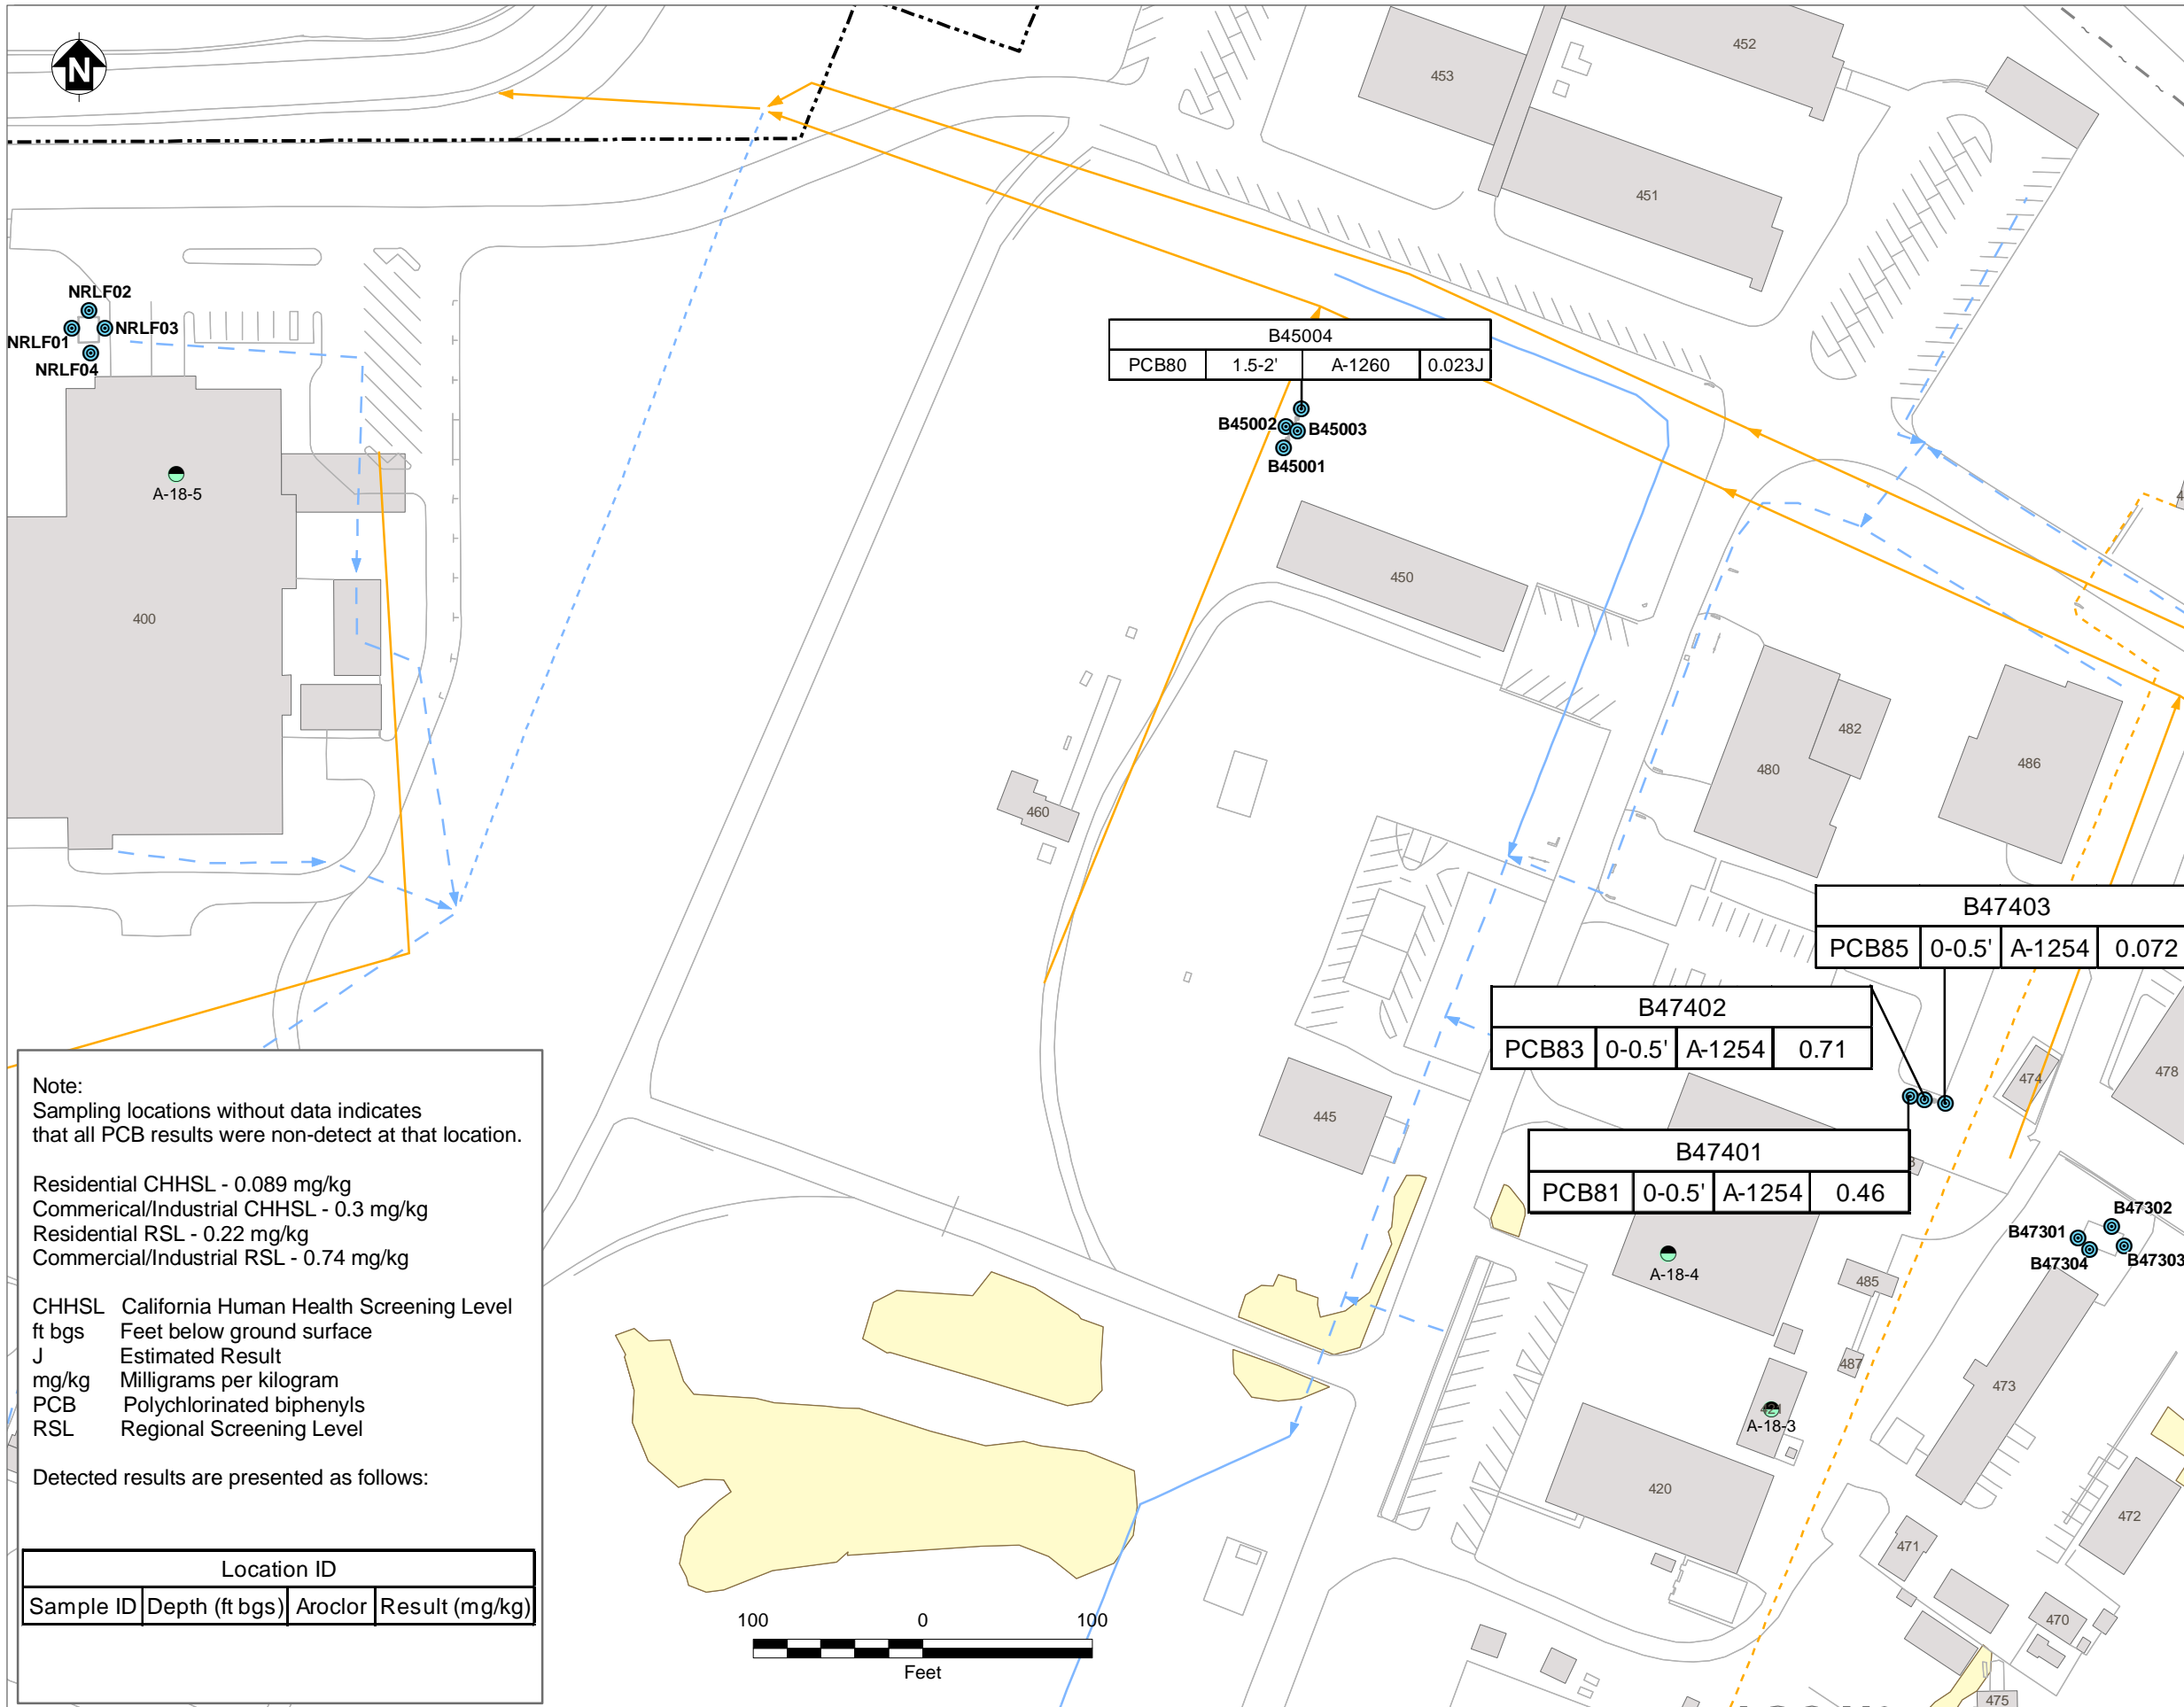 N
452
453
451
NRLF02
NRLF01
NRLF03
NRLF04
B45004
PCB80 1.5-2' A-1260 0.023J
B45002
B45003
B45001
A-18-5
400
450
482
480
486
460
B47403
PCB85 0-0.5' A-1254 0.072
B47402
PCB83 0-0.5' A-1254 0.71
474
478
445
B47401
PCB81 0-0.5' A-1254 0.46
B47302
B47301
B47304
B47303
A-18-4
485
487
473
A-18-3
420
472
471
470
475
Note:
Sampling locations without data indicates
that all PCB results were non-detect at that location.
Residential CHHSL - 0.089 mg/kg
Commerical/Industrial CHHSL - 0.3 mg/kg
Residential RSL - 0.22 mg/kg
Commercial/Industrial RSL - 0.74 mg/kg
CHHSL California Human Health Screening Level
ft bgs Feet below ground surface
J Estimated Result
mg/kg Milligrams per kilogram
PCB Polychlorinated biphenyls
RSL Regional Screening Level
Detected results are presented as follows:
Location ID
Sample ID Depth (ft bgs) Aroclor Result (mg/kg)
100 0 100
Feet